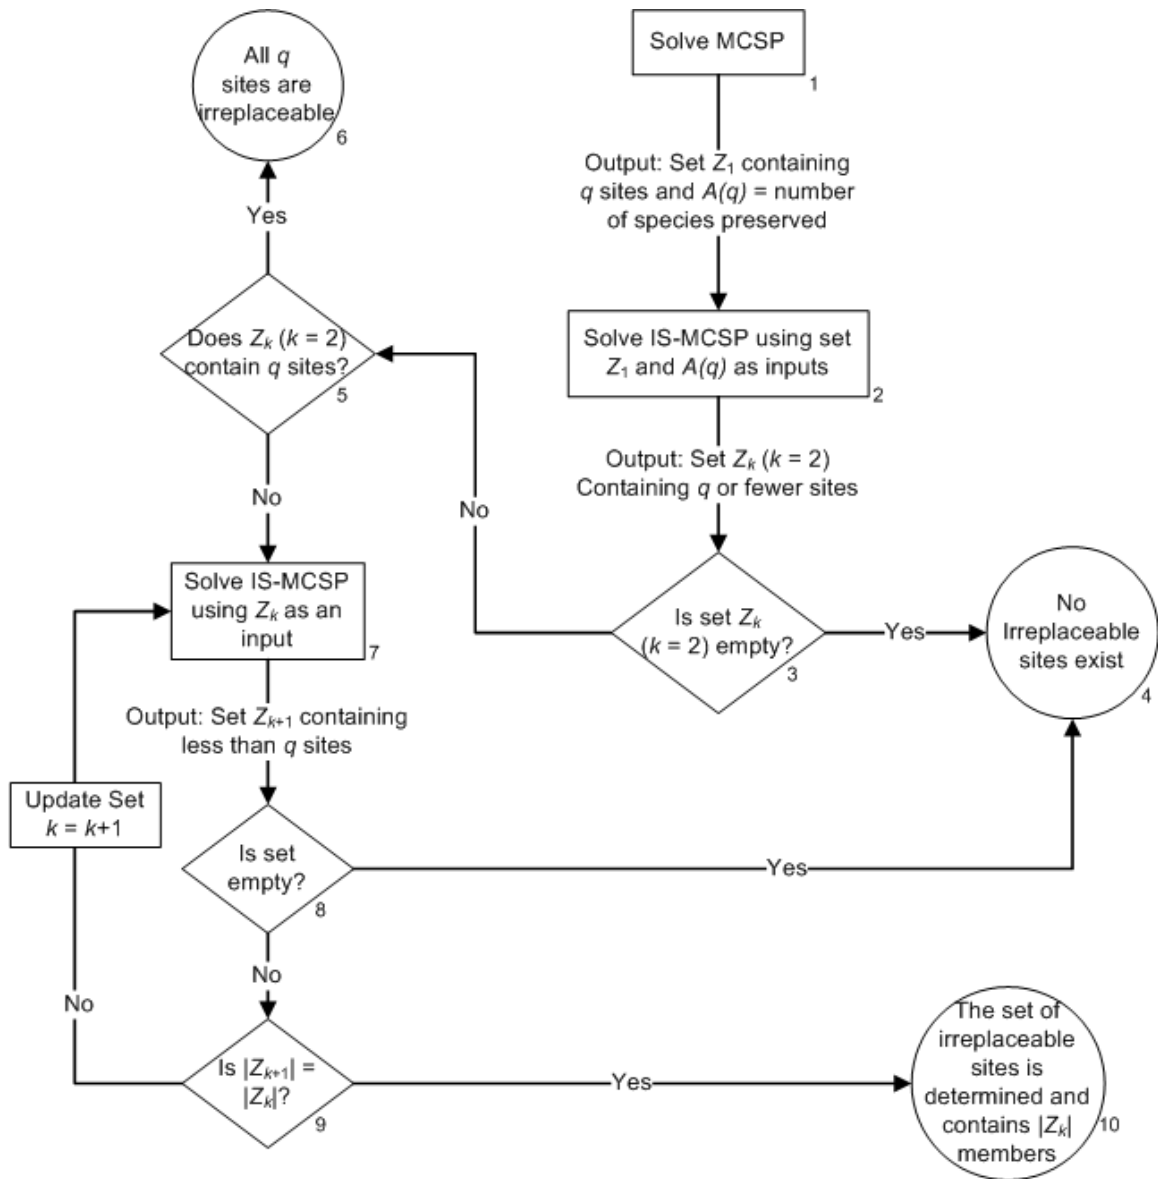 Solve MCSP
1
Output: Set Z1 containing
q sites and A(q) = number
of species preserved
Solve IS-MCSP using set
Z1 and A(q) as inputs
2
Output: Set Zk (k = 2)
Containing q or fewer sites
Is set Zk
(k = 2) empty?
3
Yes
No
Irreplaceable
sites exist
4
No
Does Zk (k = 2)
contain q sites?
5
Yes
All q
sites are
irreplaceable
6
No
Solve IS-MCSP
using Zk as an
input
7
Output: Set Zk+1 containing
less than q sites
Is set
empty?
8
Yes
No
Is |Zk+1| =
|Zk|?
9
No
Update Set
k = k+1
Yes
The set of
irreplaceable
sites is
determined and
contains |Zk|
members
10